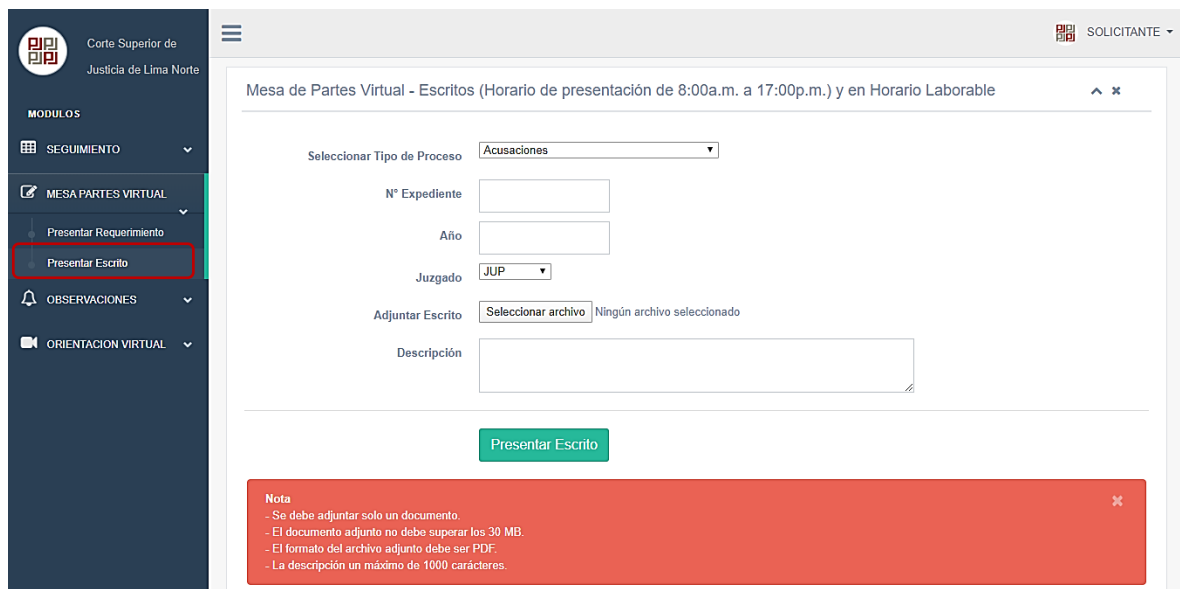 Corte Superior de
Justicia de Lima Norte
MODULOS
SEGUIMIENTO
MESA PARTES VIRTUAL
Presentar Requerimiento
Presentar Escrito
OBSERVACIONES
ORIENTACION VIRTUAL
SOLICITANTE
Mesa de Partes Virtual - Escritos (Horario de presentación de 8:00a.m. a 17:00p.m.) y en Horario Laborable
Seleccionar Tipo de Proceso Acusaciones
N° Expediente
Año
Juzgado JUP
Adjuntar Escrito Seleccionar archivo Ningún archivo seleccionado
Descripción
Presentar Escrito
Nota
- Se debe adjuntar solo un documento.
- El documento adjunto no debe superar los 30 MB.
- El formato del archivo adjunto debe ser PDF.
- La descripción un máximo de 1000 carácteres.